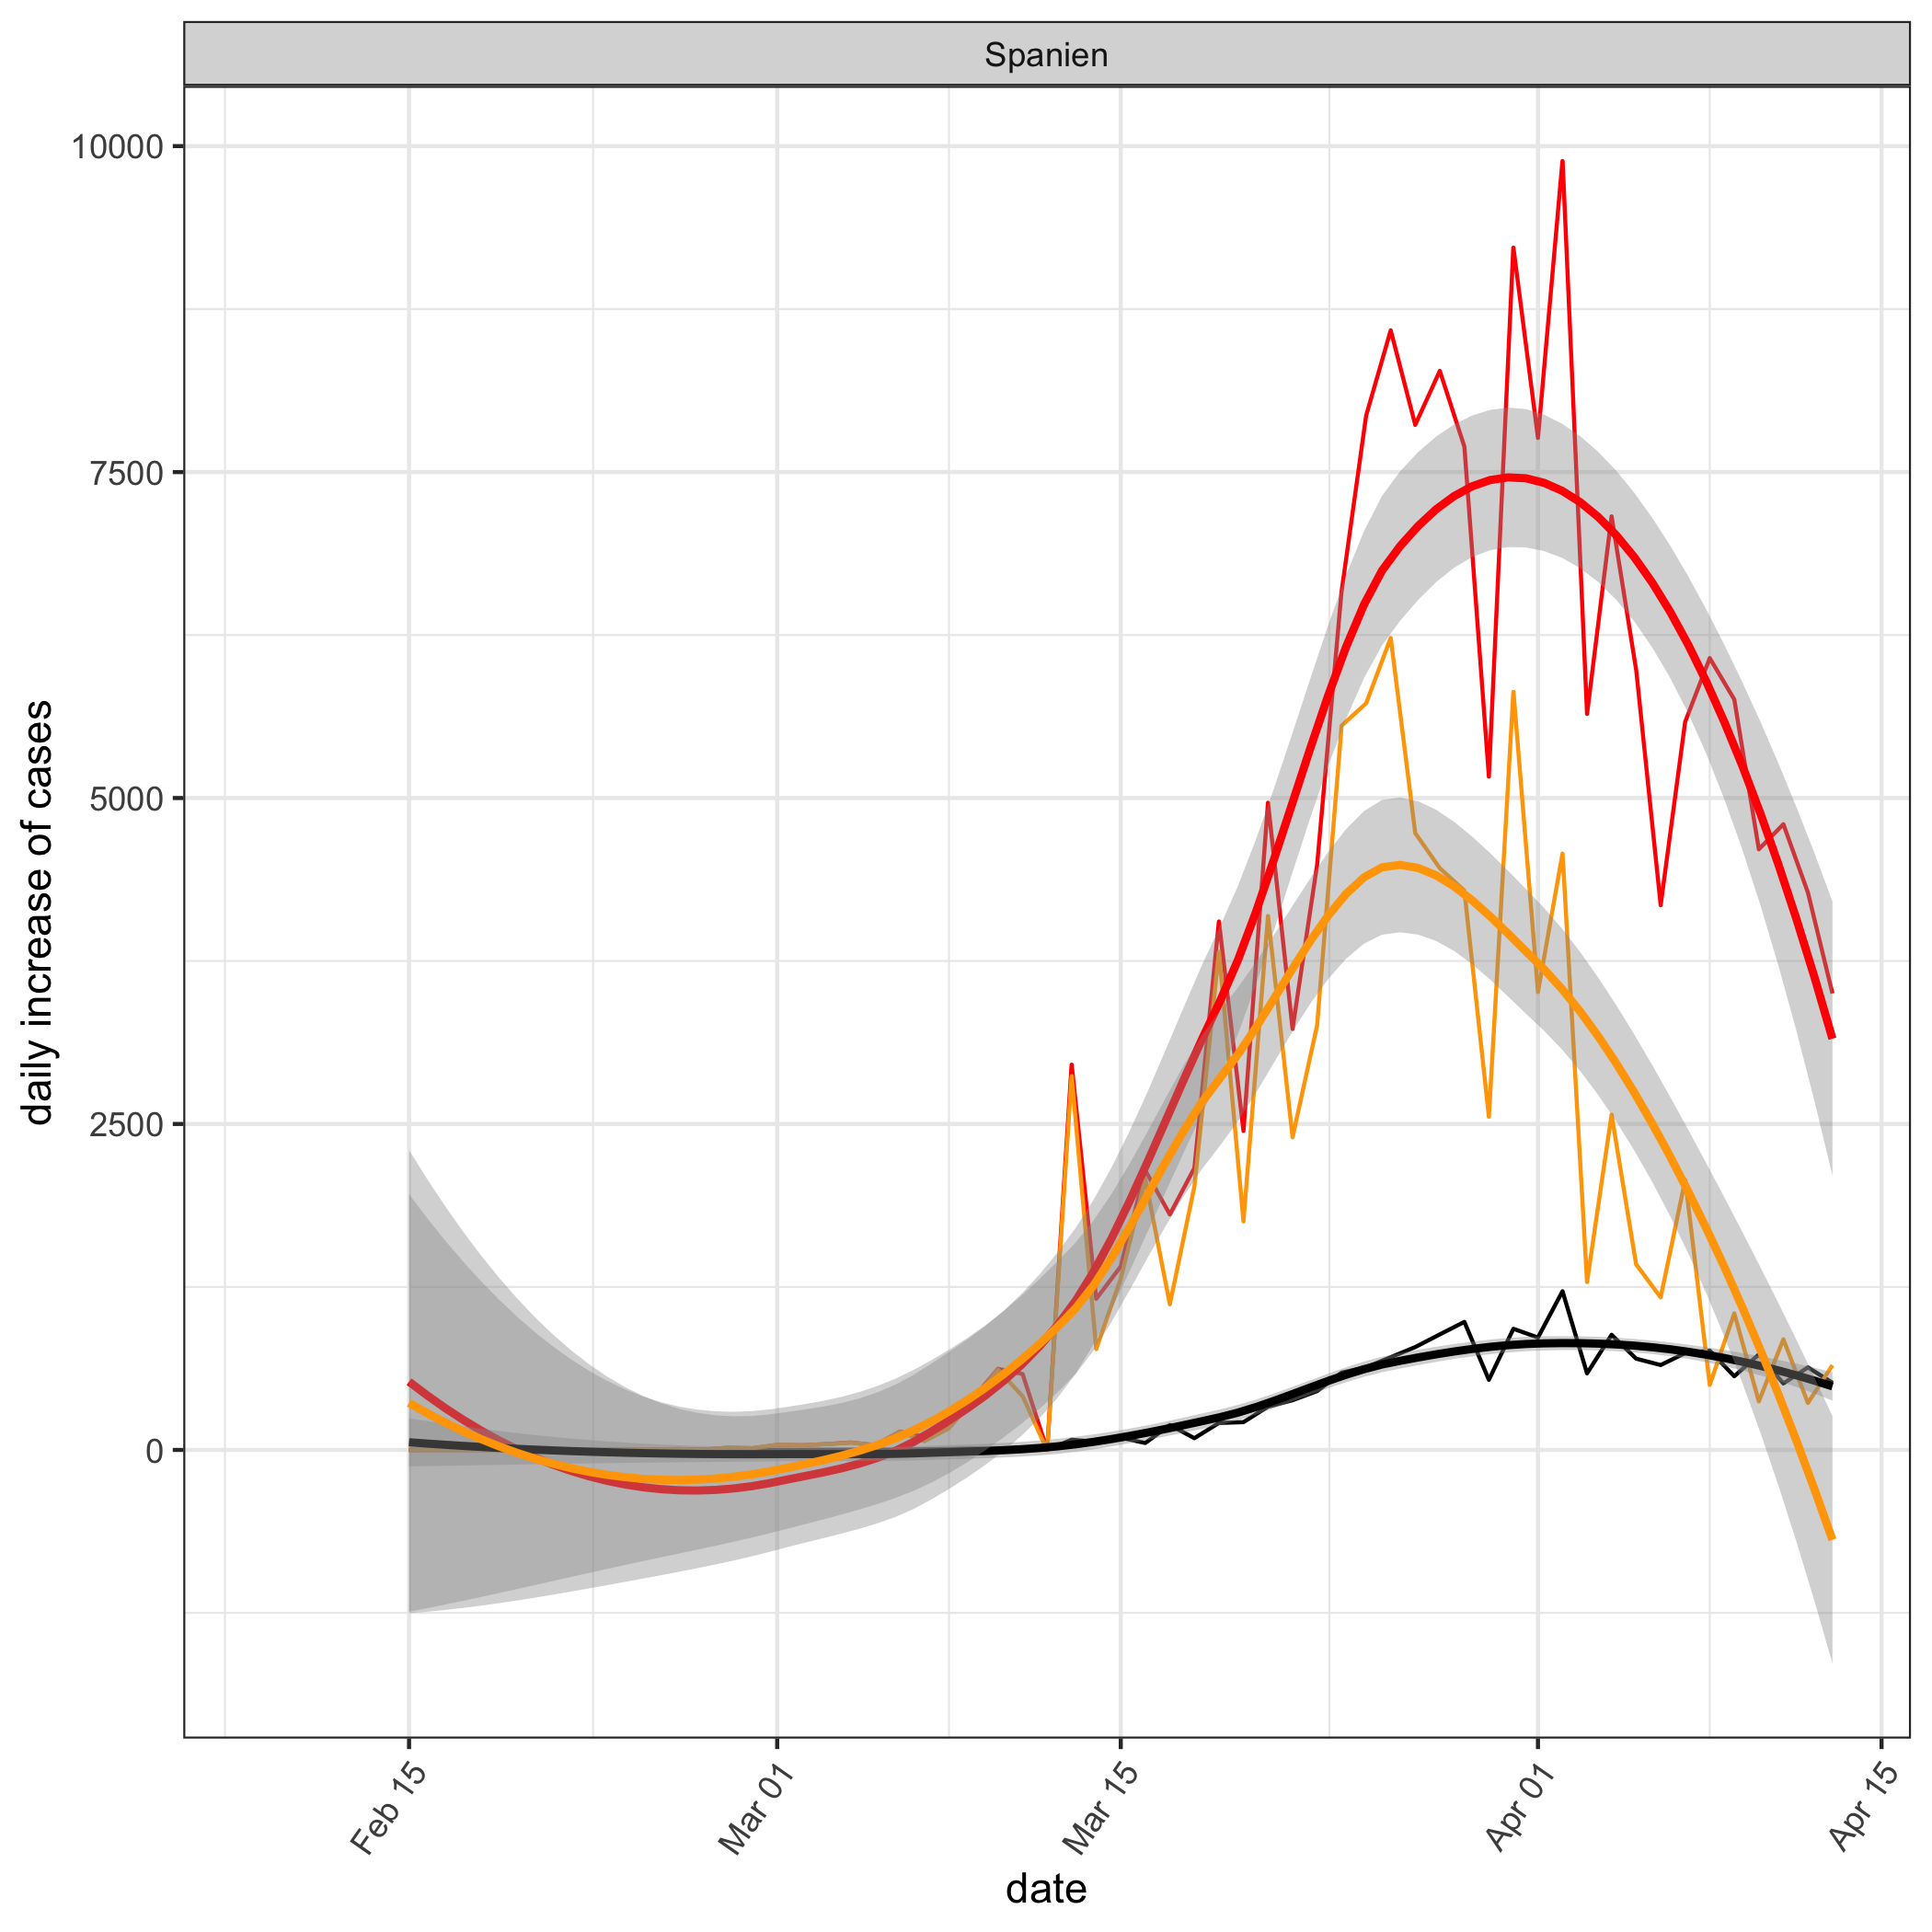 Spanien
10000
7500
5000
2500
0
daily increase of cases
Feb 15
Mar 01
Mar 15
Apr 01
Apr 15
date